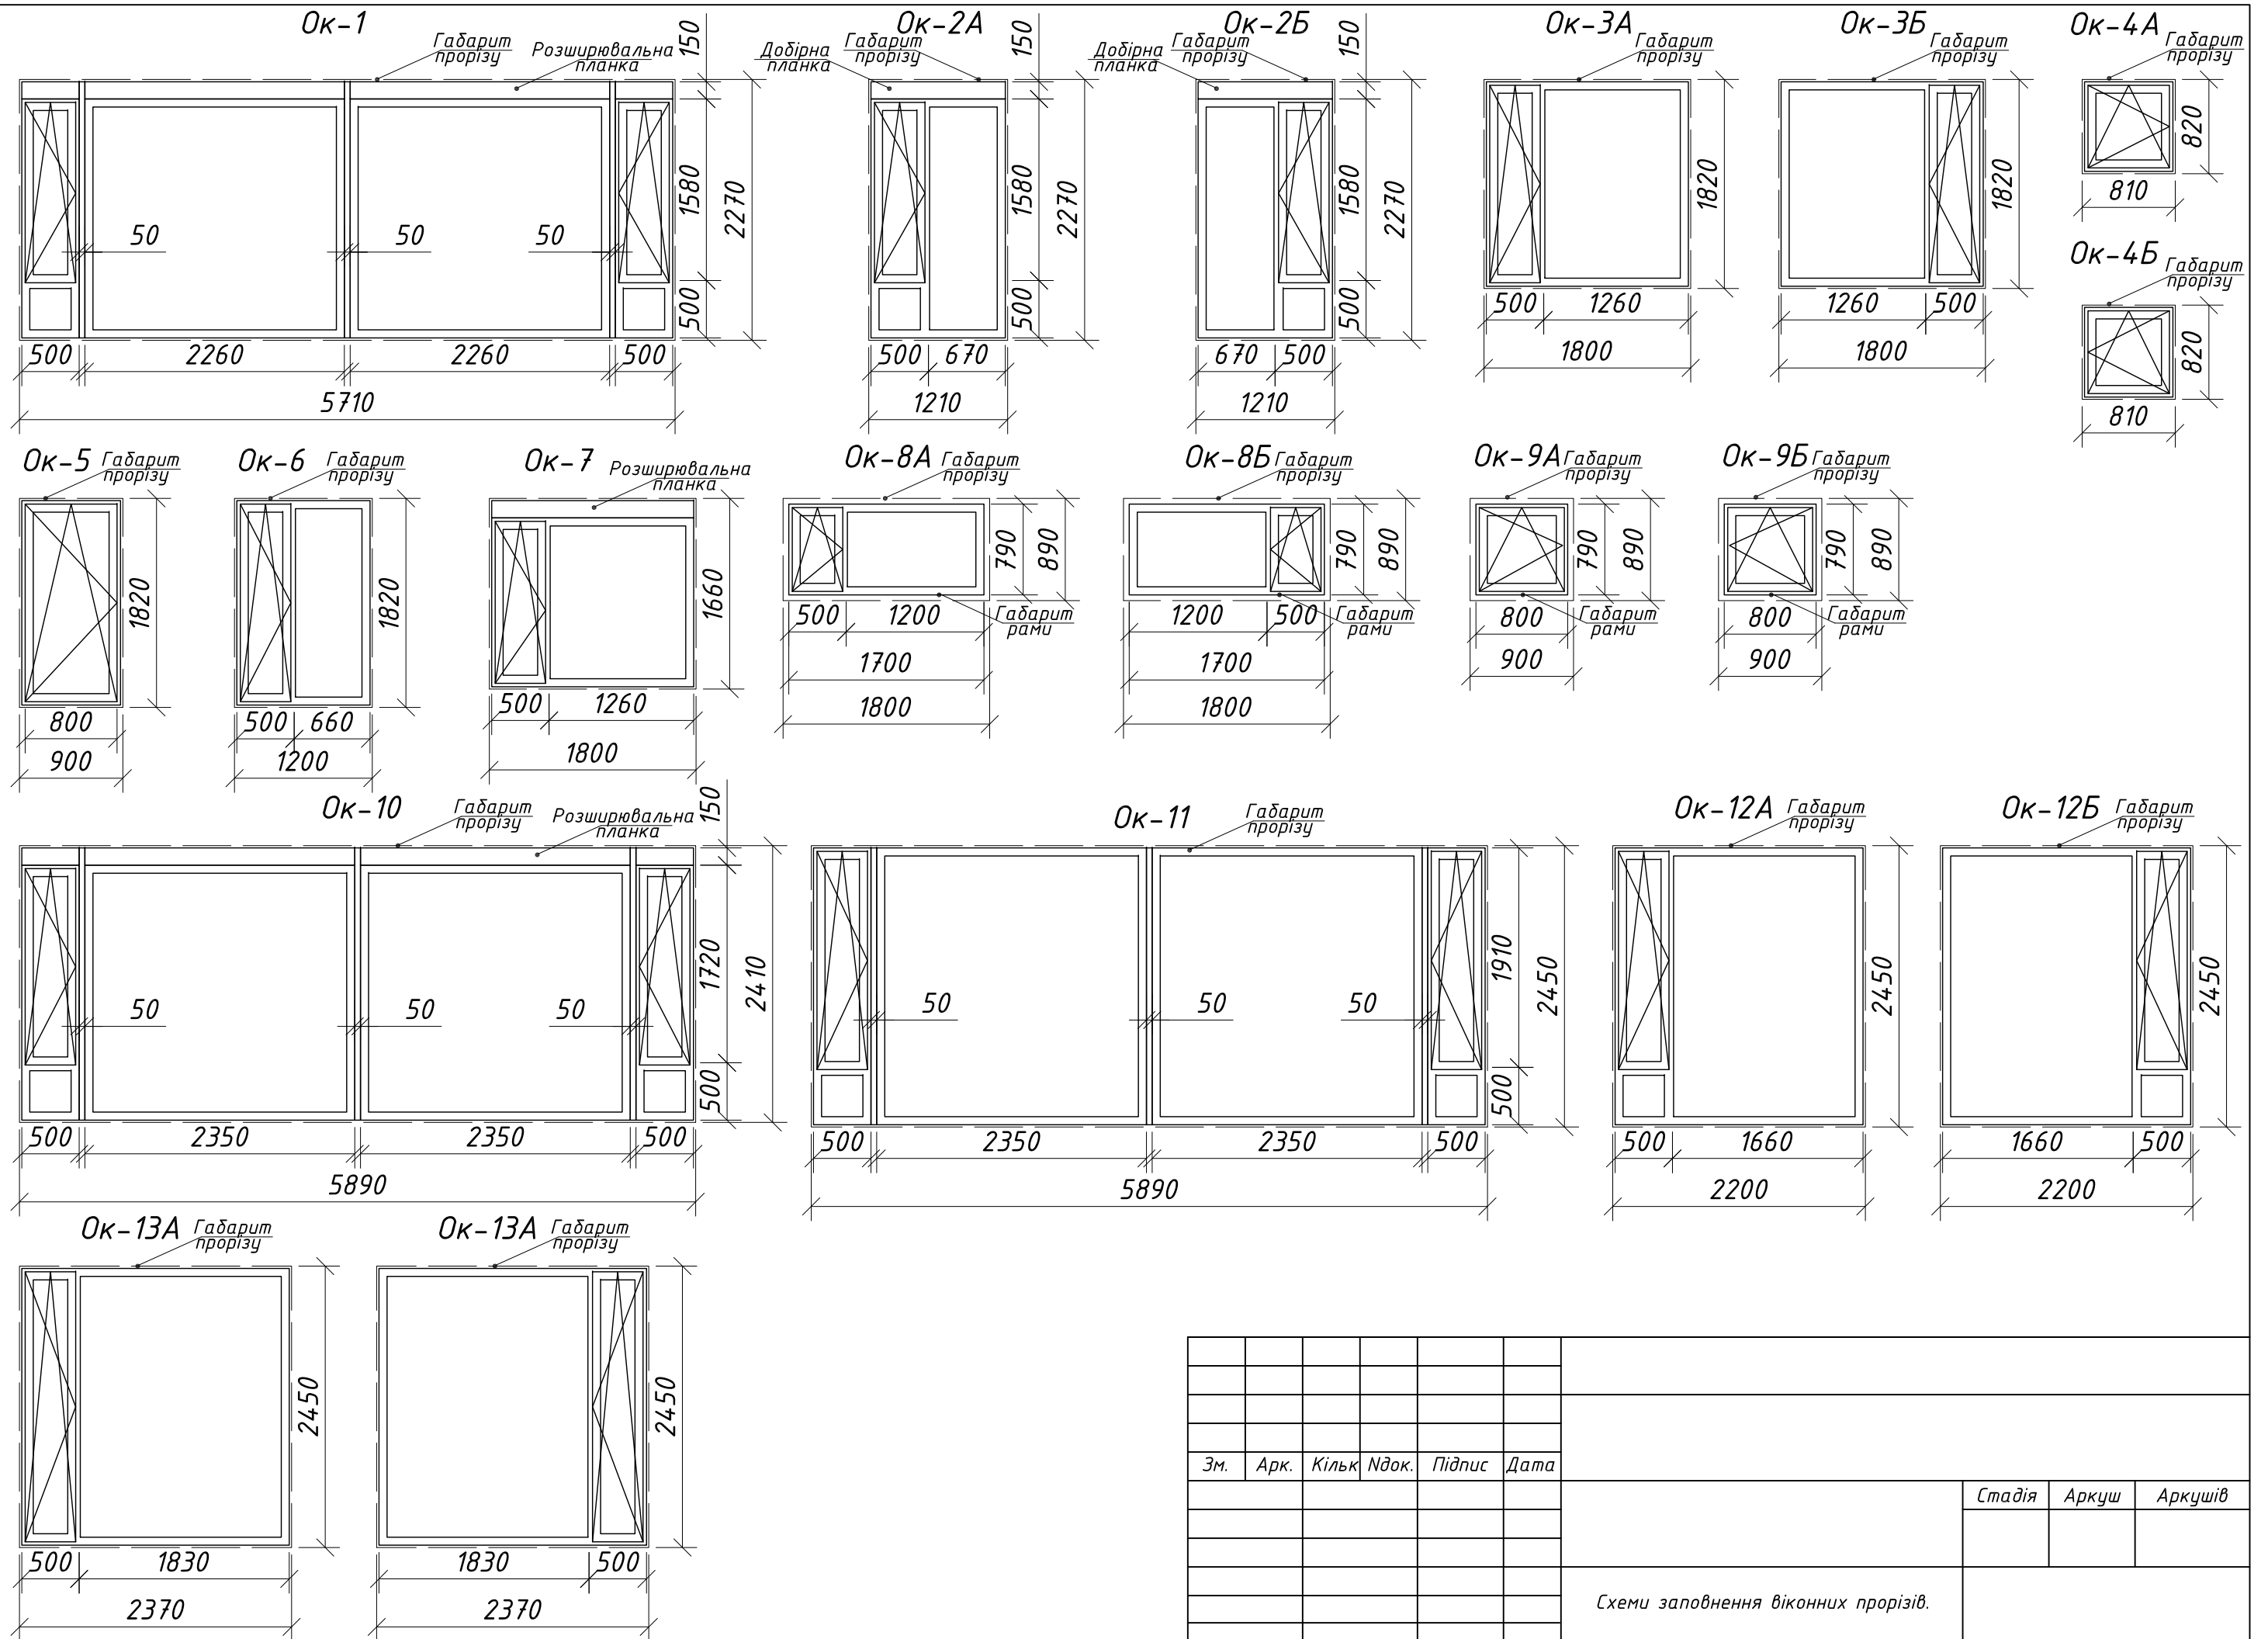 Ок-1
Габарит
прорізу
Розширювальна
планка
150
1580
500
2270
50
50
50
500
2260
2260
500
5710
Ок-2А
Добірна
планка
Габарит
прорізу
150
1580
500
2270
500
670
1210
Ок-2Б
Добірна
планка
Габарит
прорізу
150
1580
500
2270
670
500
1210
Ок-3А
Габарит
прорізу
1820
500
1260
1800
Ок-3Б
Габарит
прорізу
1820
1260
500
1800
Ок-4А
Габарит
прорізу
820
810
Ок-4Б
Габарит
прорізу
820
810
Ок-5
Габарит
прорізу
1820
800
900
Ок-6
Габарит
прорізу
1820
500
660
1200
Ок-7
Розширювальна
планка
1660
500
1260
1800
Ок-8А
Габарит
прорізу
790
890
500
1200
Габарит
рами
1700
1800
Ок-8Б
Габарит
прорізу
790
890
1200
500
Габарит
рами
1700
1800
Ок-9А
Габарит
прорізу
790
890
800
Габарит
рами
900
Ок-9Б
Габарит
прорізу
790
890
800
Габарит
рами
900
Ок-10
Габарит
прорізу
Розширювальна
планка
150
1720
500
2410
50
50
50
500
2350
2350
500
5890
Ок-11
Габарит
прорізу
1910
500
2450
50
50
50
500
2350
2350
500
5890
Ок-12А
Габарит
прорізу
2450
500
1660
2200
Ок-12Б
Габарит
прорізу
2450
1660
500
2200
Ок-13А
Габарит
прорізу
2450
500
1830
2370
Ок-13А
Габарит
прорізу
2450
1830
500
2370
Зм. Арк. Кільк Nдок. Підпис Дата
Стадія Аркуш Аркушів
Схеми заповнення віконних прорізів.